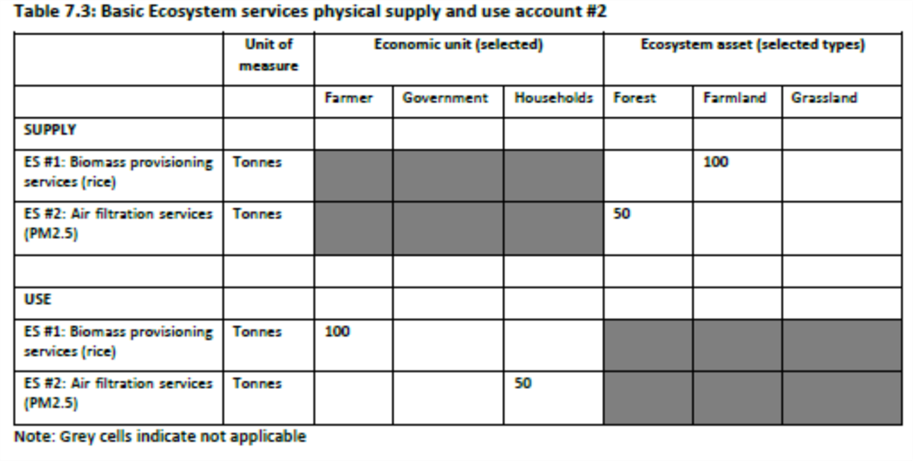 Table 7.3: Basic Ecosystem services physical supply and use account #2
Unit of measure Economic unit (selected) Ecosystem asset (selected types)
Farmer Government Households Forest Farmland Grassland
SUPPLY
ES #1: Biomass provisioning services (rice) Tonnes 100
ES #2: Air filtration services (PM2.5) Tonnes 50
USE
ES #1: Biomass provisioning services (rice) Tonnes 100
ES #2: Air filtration services (PM2.5) Tonnes 50
Note: Grey cells indicate not applicable